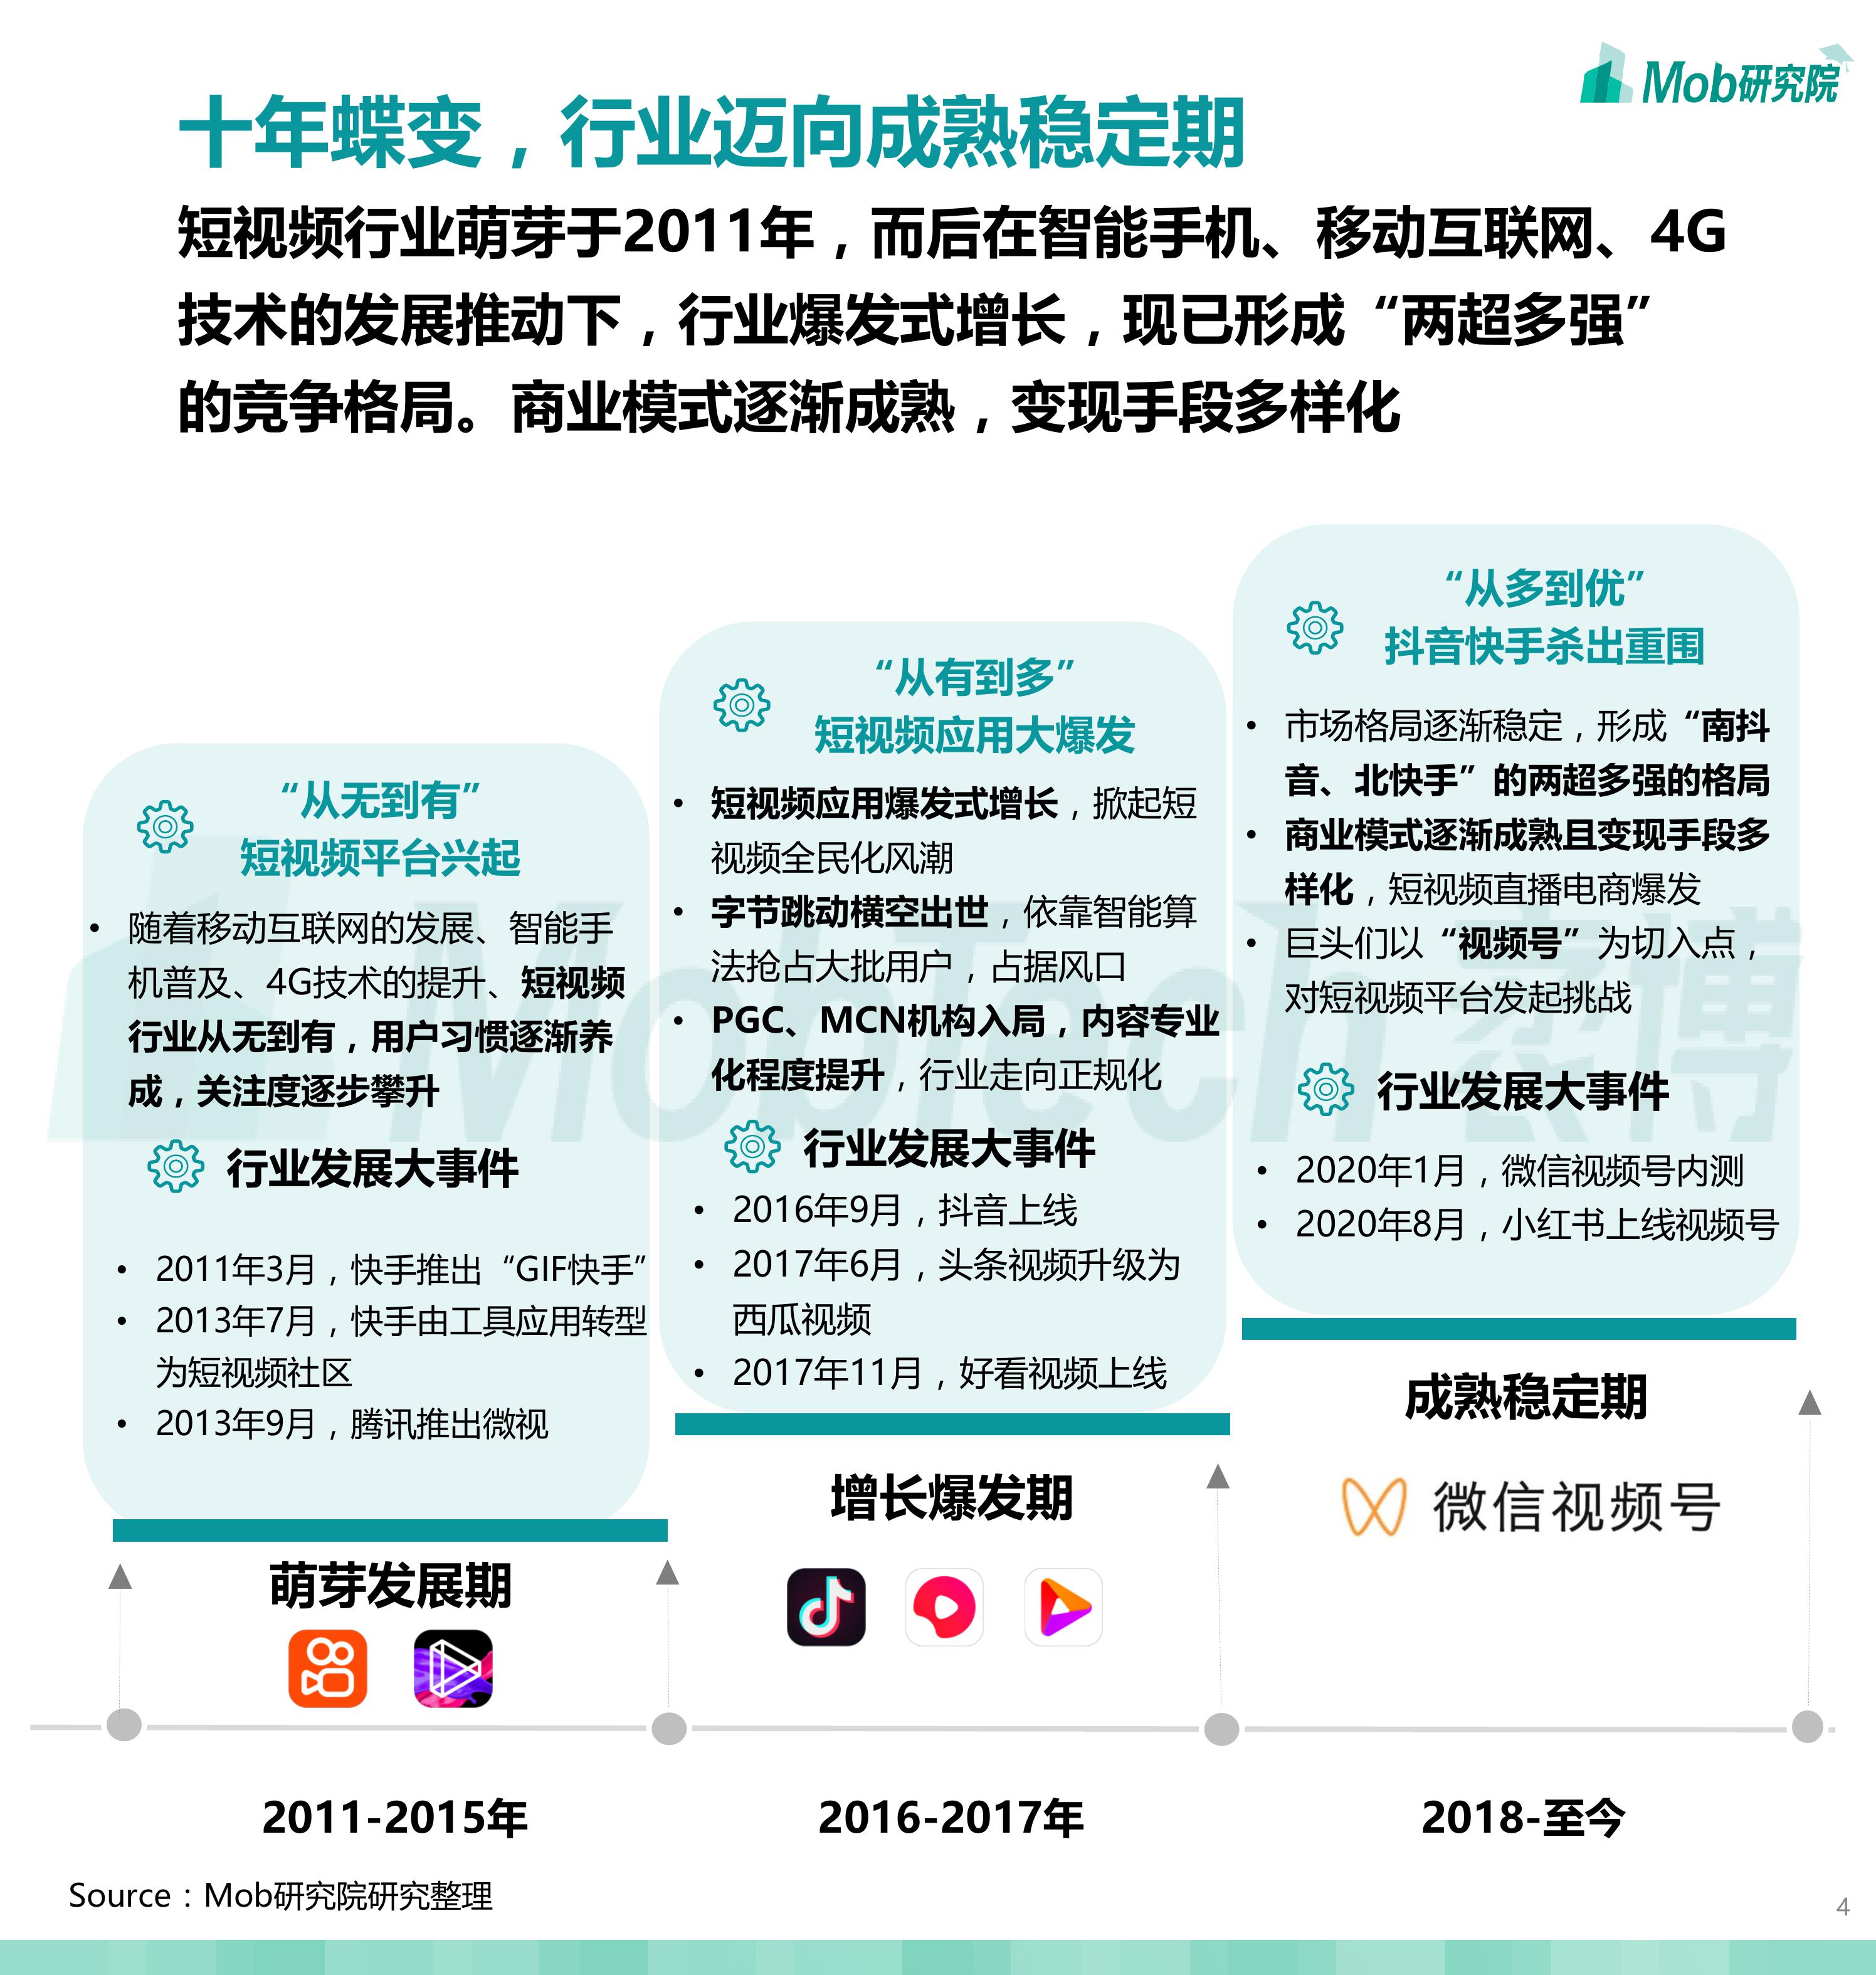 Mob研究院
十年蝶变，行业迈向成熟稳定期
短视频行业萌芽于2011年，而后在智能手机、移动互联网、4G
技术的发展推动下，行业爆发式增长，现已形成“两超多强”
的竞争格局。商业模式逐渐成熟，变现手段多样化
“从无到有”
短视频平台兴起
• 随着移动互联网的发展、智能手
机普及、4G技术的提升、短视频
行业从无到有，用户习惯逐渐养
成，关注度逐步攀升
行业发展大事件
• 2011年3月，快手推出“GIF快手”
• 2013年7月，快手由工具应用转型
为短视频社区
• 2013年9月，腾讯推出微视
萌芽发展期
2011-2015年
“从有到多”
短视频应用大爆发
• 短视频应用爆发式增长，掀起短
视频全民化风潮
• 字节跳动横空出世，依靠智能算
法抢占大批用户，占据风口
• PGC、MCN机构入局，内容专业
化程度提升，行业走向正规化
行业发展大事件
• 2016年9月，抖音上线
• 2017年6月，头条视频升级为
西瓜视频
• 2017年11月，好看视频上线
增长爆发期
2016-2017年
“从多到优”
抖音快手杀出重围
• 市场格局逐渐稳定，形成“南抖
音、北快手”的两超多强的格局
• 商业模式逐渐成熟且变现手段多
样化，短视频直播电商爆发
• 巨头们以“视频号”为切入点，
对短视频平台发起挑战
行业发展大事件
• 2020年1月，微信视频号内测
• 2020年8月，小红书上线视频号
成熟稳定期
微信视频号
2018-至今
MobTech 袤博
Source：Mob研究院研究整理
4